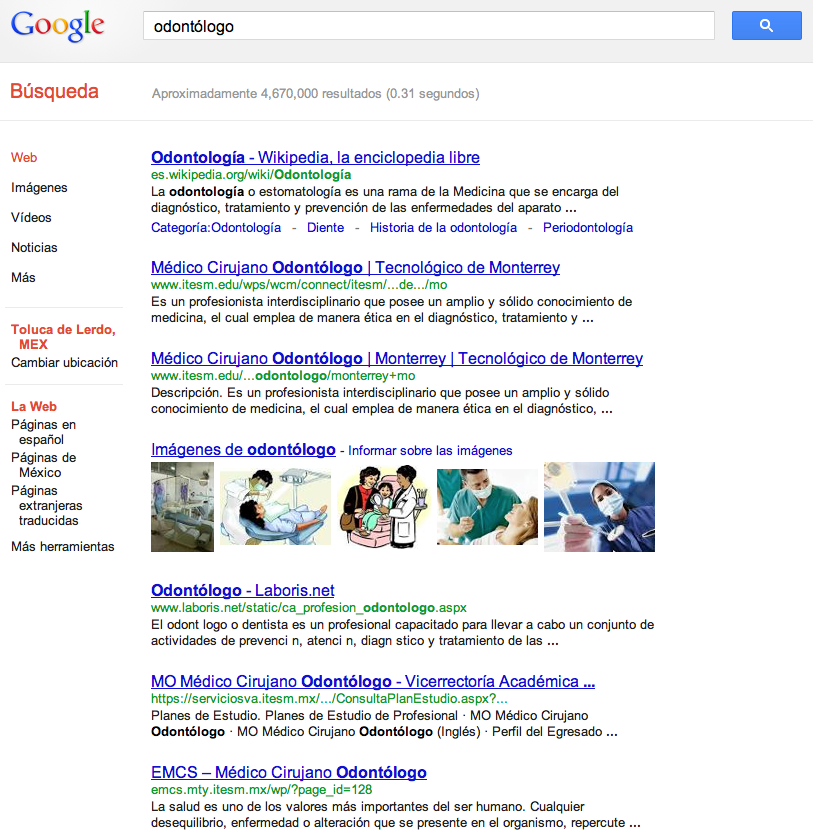 Google
odontólogo
Búsqueda
Aproximadamente 4,670,000 resultados (0.31 segundos)
Web
Imágenes
Vídeos
Noticias
Más
Toluca de Lerdo,
MEX
Cambiar ubicación
La Web
Páginas en
español
Páginas de
México
Páginas
extranjeras
traducidas
Más herramientas
Odontología - Wikipedia, la enciclopedia libre
es.wikipedia.org/wiki/Odontología
La odontología o estomatología es una rama de la Medicina que se encarga del
diagnóstico, tratamiento y prevención de las enfermedades del aparato ...
Categoría:Odontología - Diente - Historia de la odontología - Periodontología
Médico Cirujano Odontólogo | Tecnológico de Monterrey
www.itesm.edu/wps/wcm/connect/itesm/...de.../mo
Es un profesionista interdisciplinario que posee un amplio y sólido conocimiento de
medicina, el cual emplea de manera ética en el diagnóstico, tratamiento y ...
Médico Cirujano Odontólogo | Monterrey | Tecnológico de Monterrey
www.itesm.edu/...odontologo/monterrey+mo
Descripción. Es un profesionista interdisciplinario que posee un amplio y sólido
conocimiento de medicina, el cual emplea de manera ética en el diagnóstico, ...
Imágenes de odontólogo - Informar sobre las imágenes
Odontólogo - Laboris.net
www.laboris.net/static/ca_profesion_odontologo.aspx
El odont logo o dentista es un profesional capacitado para llevar a cabo un conjunto de
actividades de prevenci n, atenci n, diagn stico y tratamiento de las ...
MO Médico Cirujano Odontólogo - Vicerrectoría Académica ...
https://serviciosva.itesm.mx/.../ConsultaPlanEstudio.aspx?...
Planes de Estudio. Planes de Estudio de Profesional · MO Médico Cirujano
Odontólogo · MO Médico Cirujano Odontólogo (Inglés) · Perfil del Egresado ...
EMCS – Médico Cirujano Odontólogo
emcs.mty.itesm.mx/wp/?page_id=128
La salud es uno de los valores más importantes del ser humano. Cualquier
desequilibrio, enfermedad o alteración que se presente en el organismo, repercute ...